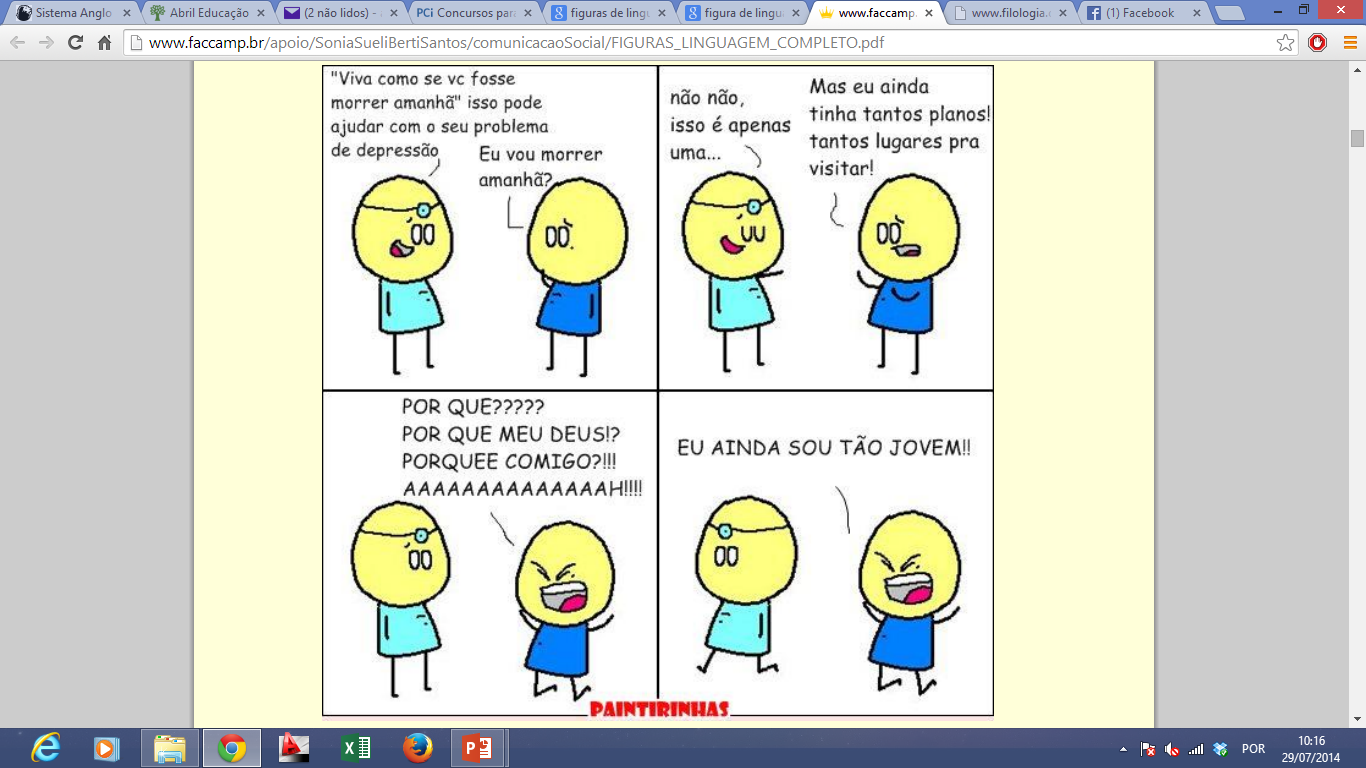 Sistema Anglo
Abril Educação
(2 não lidos) -
PCi Concursos para
figuras de lingu
figura de lingua
www.faccamp.
www.filologia.
(1) Facebook
www.faccamp.br/apoio/SoniaSueliBertiSantos/comunicacaoSocial/FIGURAS_LINGUAGEM_COMPLETO.pdf
"Viva como se vc fosse
morrer amanhã" isso pode
ajudar com o seu problema
de depressão
Eu vou morrer
amanhã?
não não,
isso é apenas
uma...
Mas eu ainda
tinha tantos planos!
tantos lugares pra
visitar!
POR QUE?????
POR QUE MEU DEUS!?
PORQUEE COMIGO?!!!
AAAAAAAAAAAAAAH!!!!
EU AINDA SOU TÃO JOVEM!!
PAINTIRINHAS
POR
10:16
29/07/2014